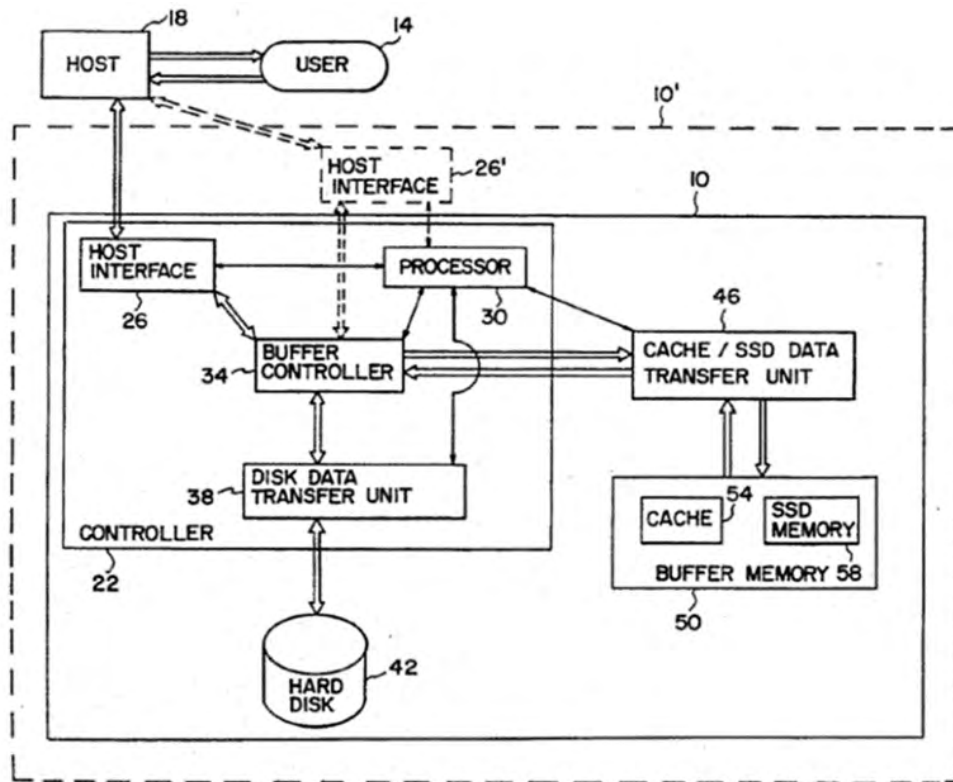 18
14
HOST
USER
10'
HOST
INTERFACE
26'
10
HOST
INTERFACE
26
PROCESSOR
30
46
BUFFER
CONTROLLER
34
CACHE / SSD DATA
TRANSFER UNIT
DISK DATA
TRANSFER UNIT
38
CONTROLLER
22
54
CACHE
SSD
MEMORY
BUFFER MEMORY 58
50
42
HARD
DISK